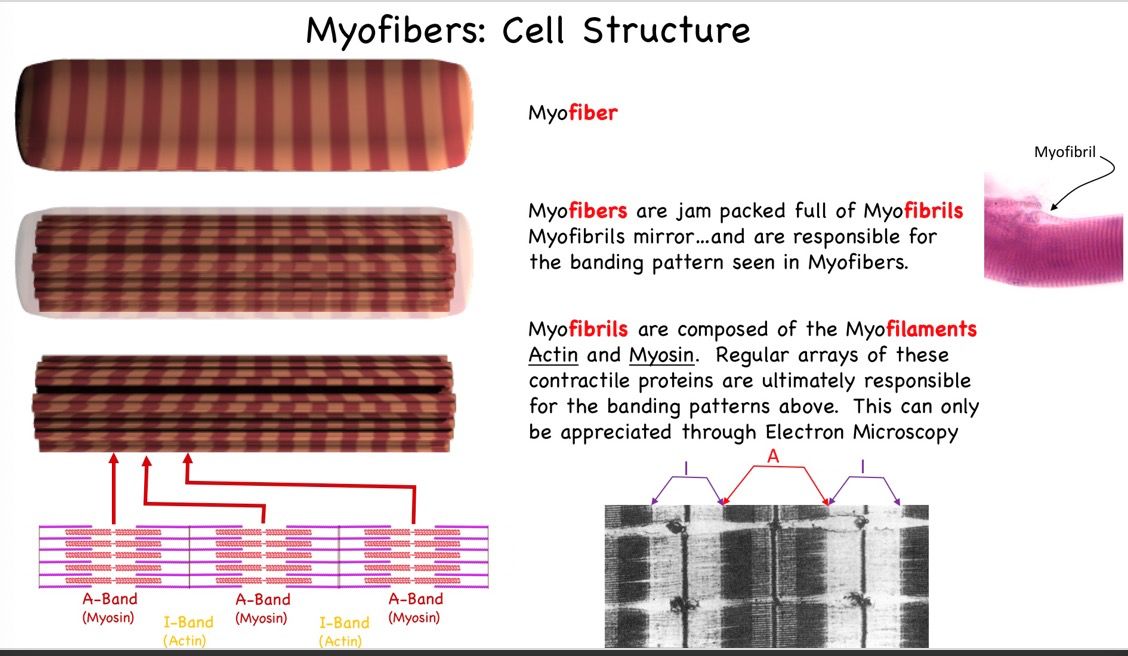 Myofibers: Cell Structure
Myofiber
Myofibril
Myofibers are jam packed full of Myofibrils
Myofibrils mirror...and are responsible for
the banding pattern seen in Myofibers.
Myofibrils are composed of the Myofilaments
Actin and Myosin. Regular arrays of these
contractile proteins are ultimately responsible
for the banding patterns above. This can only
be appreciated through Electron Microscopy
I A I
A-Band A-Band A-Band
(Myosin) (Myosin) (Myosin)
I-Band I-Band
(Actin) (Actin)